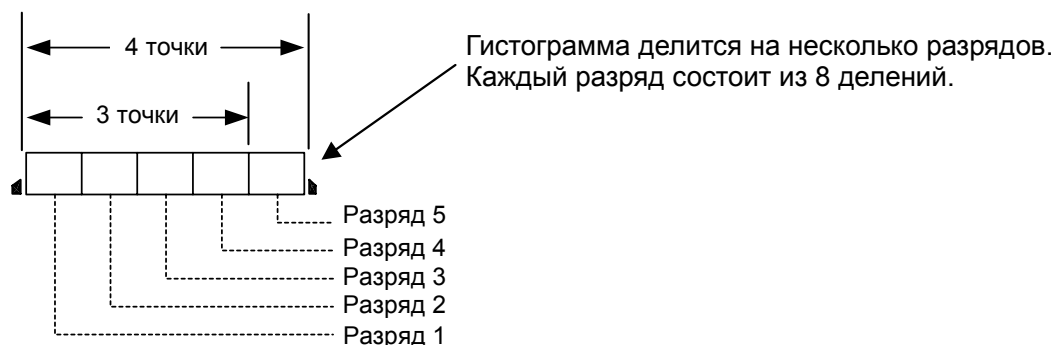 4 точки
Гистограмма делится на несколько разрядов.
Каждый разряд состоит из 8 делений.
3 точки
Разряд 5
Разряд 4
Разряд 3
Разряд 2
Разряд 1